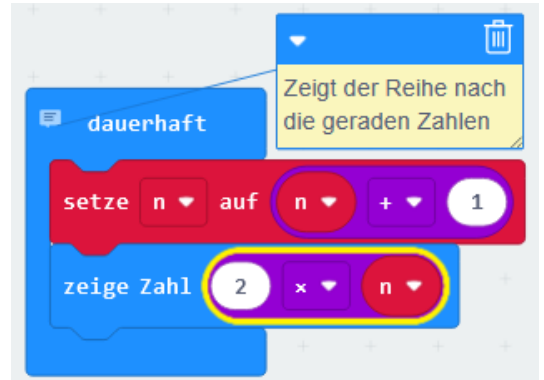 Zeigt der Reihe nach
die geraden Zahlen
dauerhaft
setze n auf n + 1
zeige Zahl 2 × n